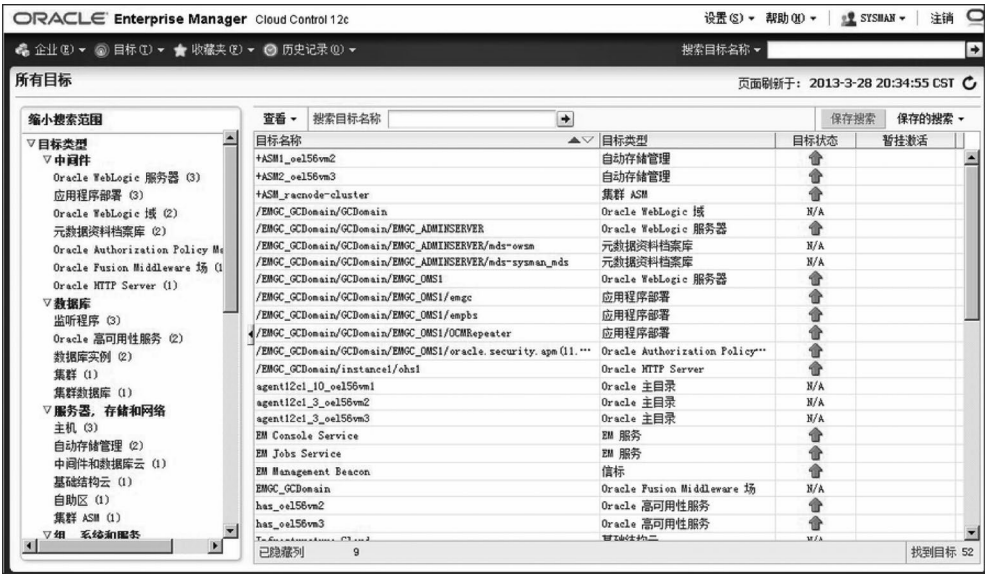 ORACLE Enterprise Manager Cloud Control 12c
设置(S) 帮助(H) SYSMAN 注销
企业(E) 目标(T) 收藏夹(F) 历史记录(O) 搜索目标名称
所有目标
页面刷新于: 2013-3-28 20:34:55 CST
缩小搜索范围
目标类型
中间件
Oracle WebLogic 服务器 (3)
应用程序部署 (3)
Oracle WebLogic 域 (2)
元数据资料档案库 (2)
Oracle Authorization Policy
Oracle Fusion Middleware 场 (1
Oracle HTTP Server (1)
数据库
监听程序 (3)
Oracle 高可用性服务 (2)
数据库实例 (2)
集群 (1)
集群数据库 (1)
服务器, 存储和网络
主机 (3)
自动存储管理 (2)
中间件和数据库云 (1)
基础结构云 (1)
自助区 (1)
集群 ASM (1)
组, 系统和服务
查看 搜索目标名称 保存搜索 保存的搜索
目标名称 目标类型 目标状态 暂挂激活
+ASM1_oel56vm2 自动存储管理
+ASM2_oel56vm3 自动存储管理
+ASM_racnode-cluster 集群 ASM
/EMGC_GCDomain/GCDomain Oracle WebLogic 域 N/A
/EMGC_GCDomain/GCDomain/EMGC_ADMINSERVER Oracle WebLogic 服务器
/EMGC_GCDomain/GCDomain/EMGC_ADMINSERVER/mds-owsm 元数据资料档案库 N/A
/EMGC_GCDomain/GCDomain/EMGC_ADMINSERVER/mds-sysman_mds 元数据资料档案库 N/A
/EMGC_GCDomain/GCDomain/EMGC_OMS1 Oracle WebLogic 服务器
/EMGC_GCDomain/GCDomain/EMGC_OMS1/emgc 应用程序部署
/EMGC_GCDomain/GCDomain/EMGC_OMS1/empbs 应用程序部署
/EMGC_GCDomain/GCDomain/EMGC_OMS1/OCMRepeater 应用程序部署
/EMGC_GCDomain/GCDomain/EMGC_OMS1/oracle.security.apm(11.… Oracle Authorization Policy…
/EMGC_GCDomain/instance1/ohs1 Oracle HTTP Server
agent12c1_10_oel56vm1 Oracle 主目录 N/A
agent12c1_3_oel56vm2 Oracle 主目录 N/A
agent12c1_3_oel56vm3 Oracle 主目录 N/A
EM Console Service EM 服务
EM Jobs Service EM 服务
EM Management Beacon 信标
EMGC_GCDomain Oracle Fusion Middleware 场 N/A
has_oel56vm2 Oracle 高可用性服务
has_oel56vm3 Oracle 高可用性服务
Infrastructure Cloud 基础结构云 N/A
已隐藏列 9 找到目标 52